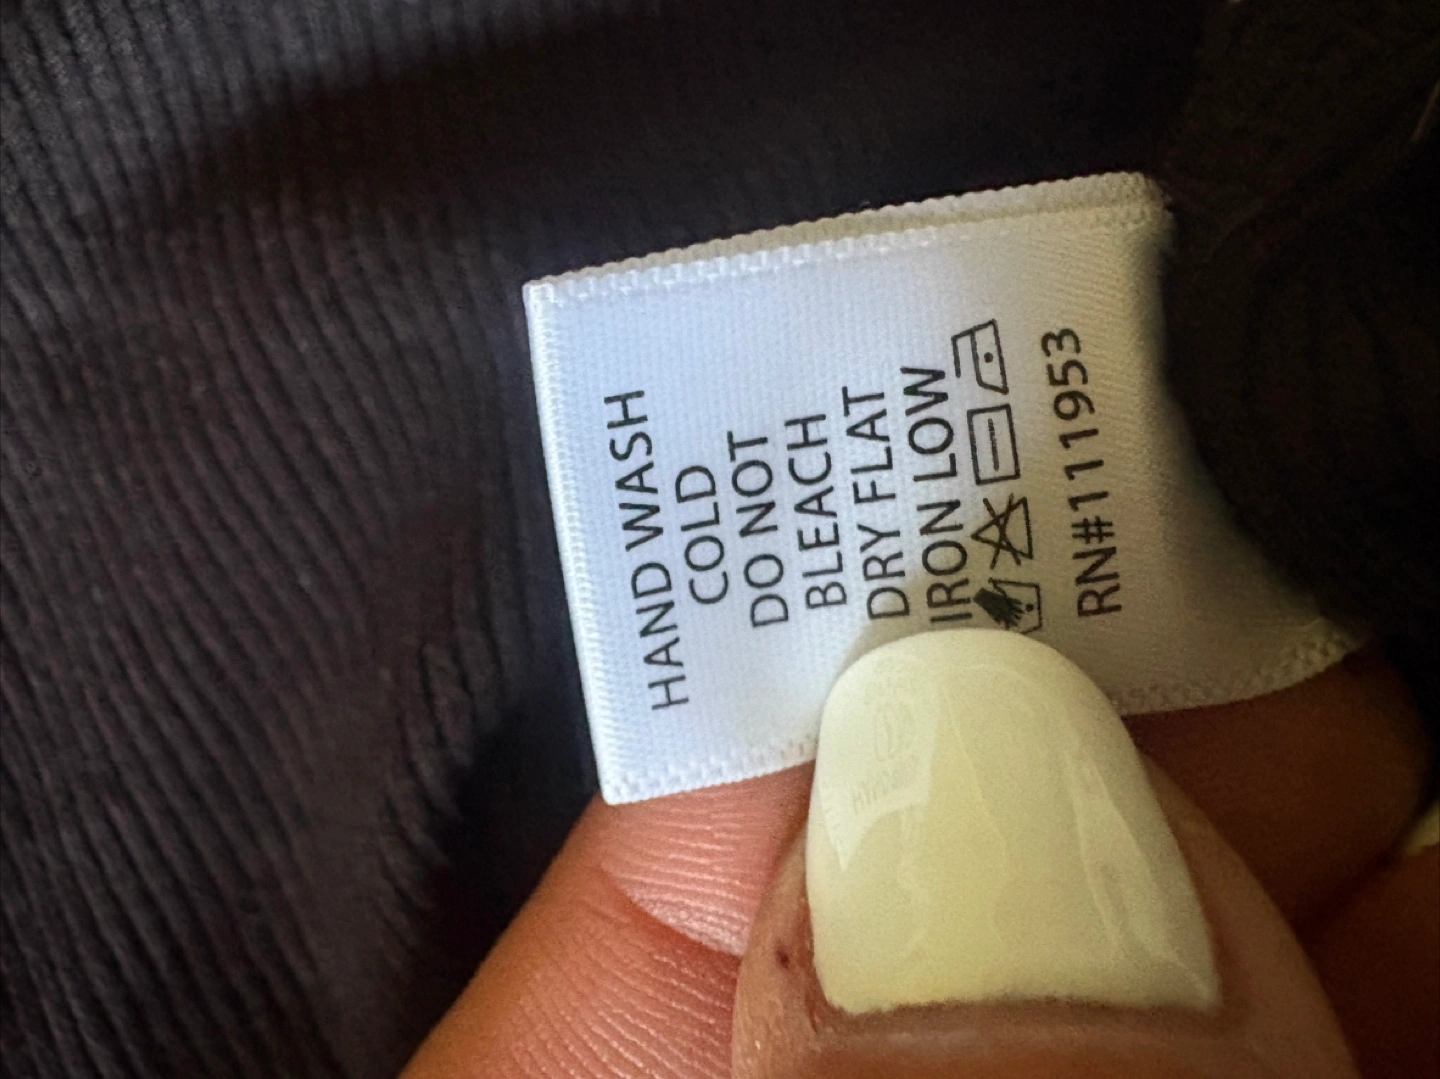 HAND WASH
COLD
DO NOT
BLEACH
DRY FLAT
IRON LOW
RN#111953